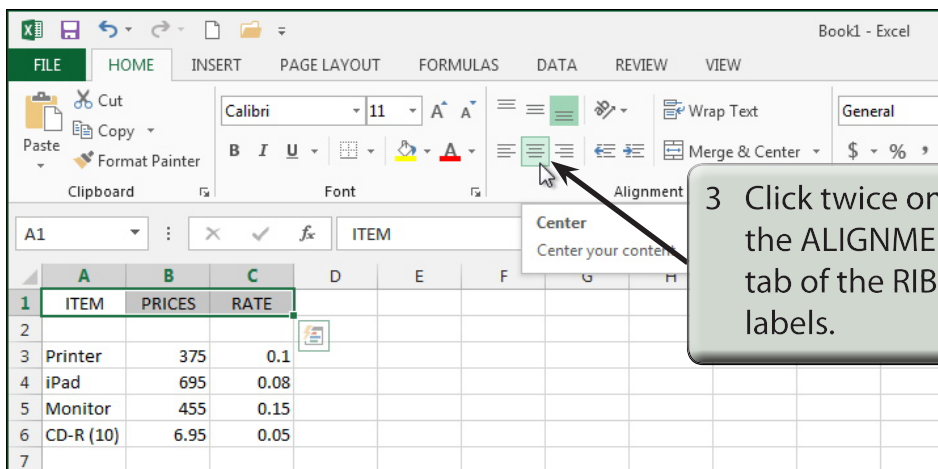 Book1 - Excel
FILE HOME INSERT PAGE LAYOUT FORMULAS DATA REVIEW VIEW
Cut
Copy
Format Painter
Paste
Clipboard
Calibri 11 A A
B I U A
Font
Wrap Text
Merge & Center
Alignment
General
$ % ,
A1 fx ITEM
Center
Center your content
3 Click twice on
the ALIGNME
tab of the RIB
labels.
A B C D E F G H
1 ITEM PRICES RATE
2
3 Printer 375 0.1
4 iPad 695 0.08
5 Monitor 455 0.15
6 CD-R (10) 6.95 0.05
7